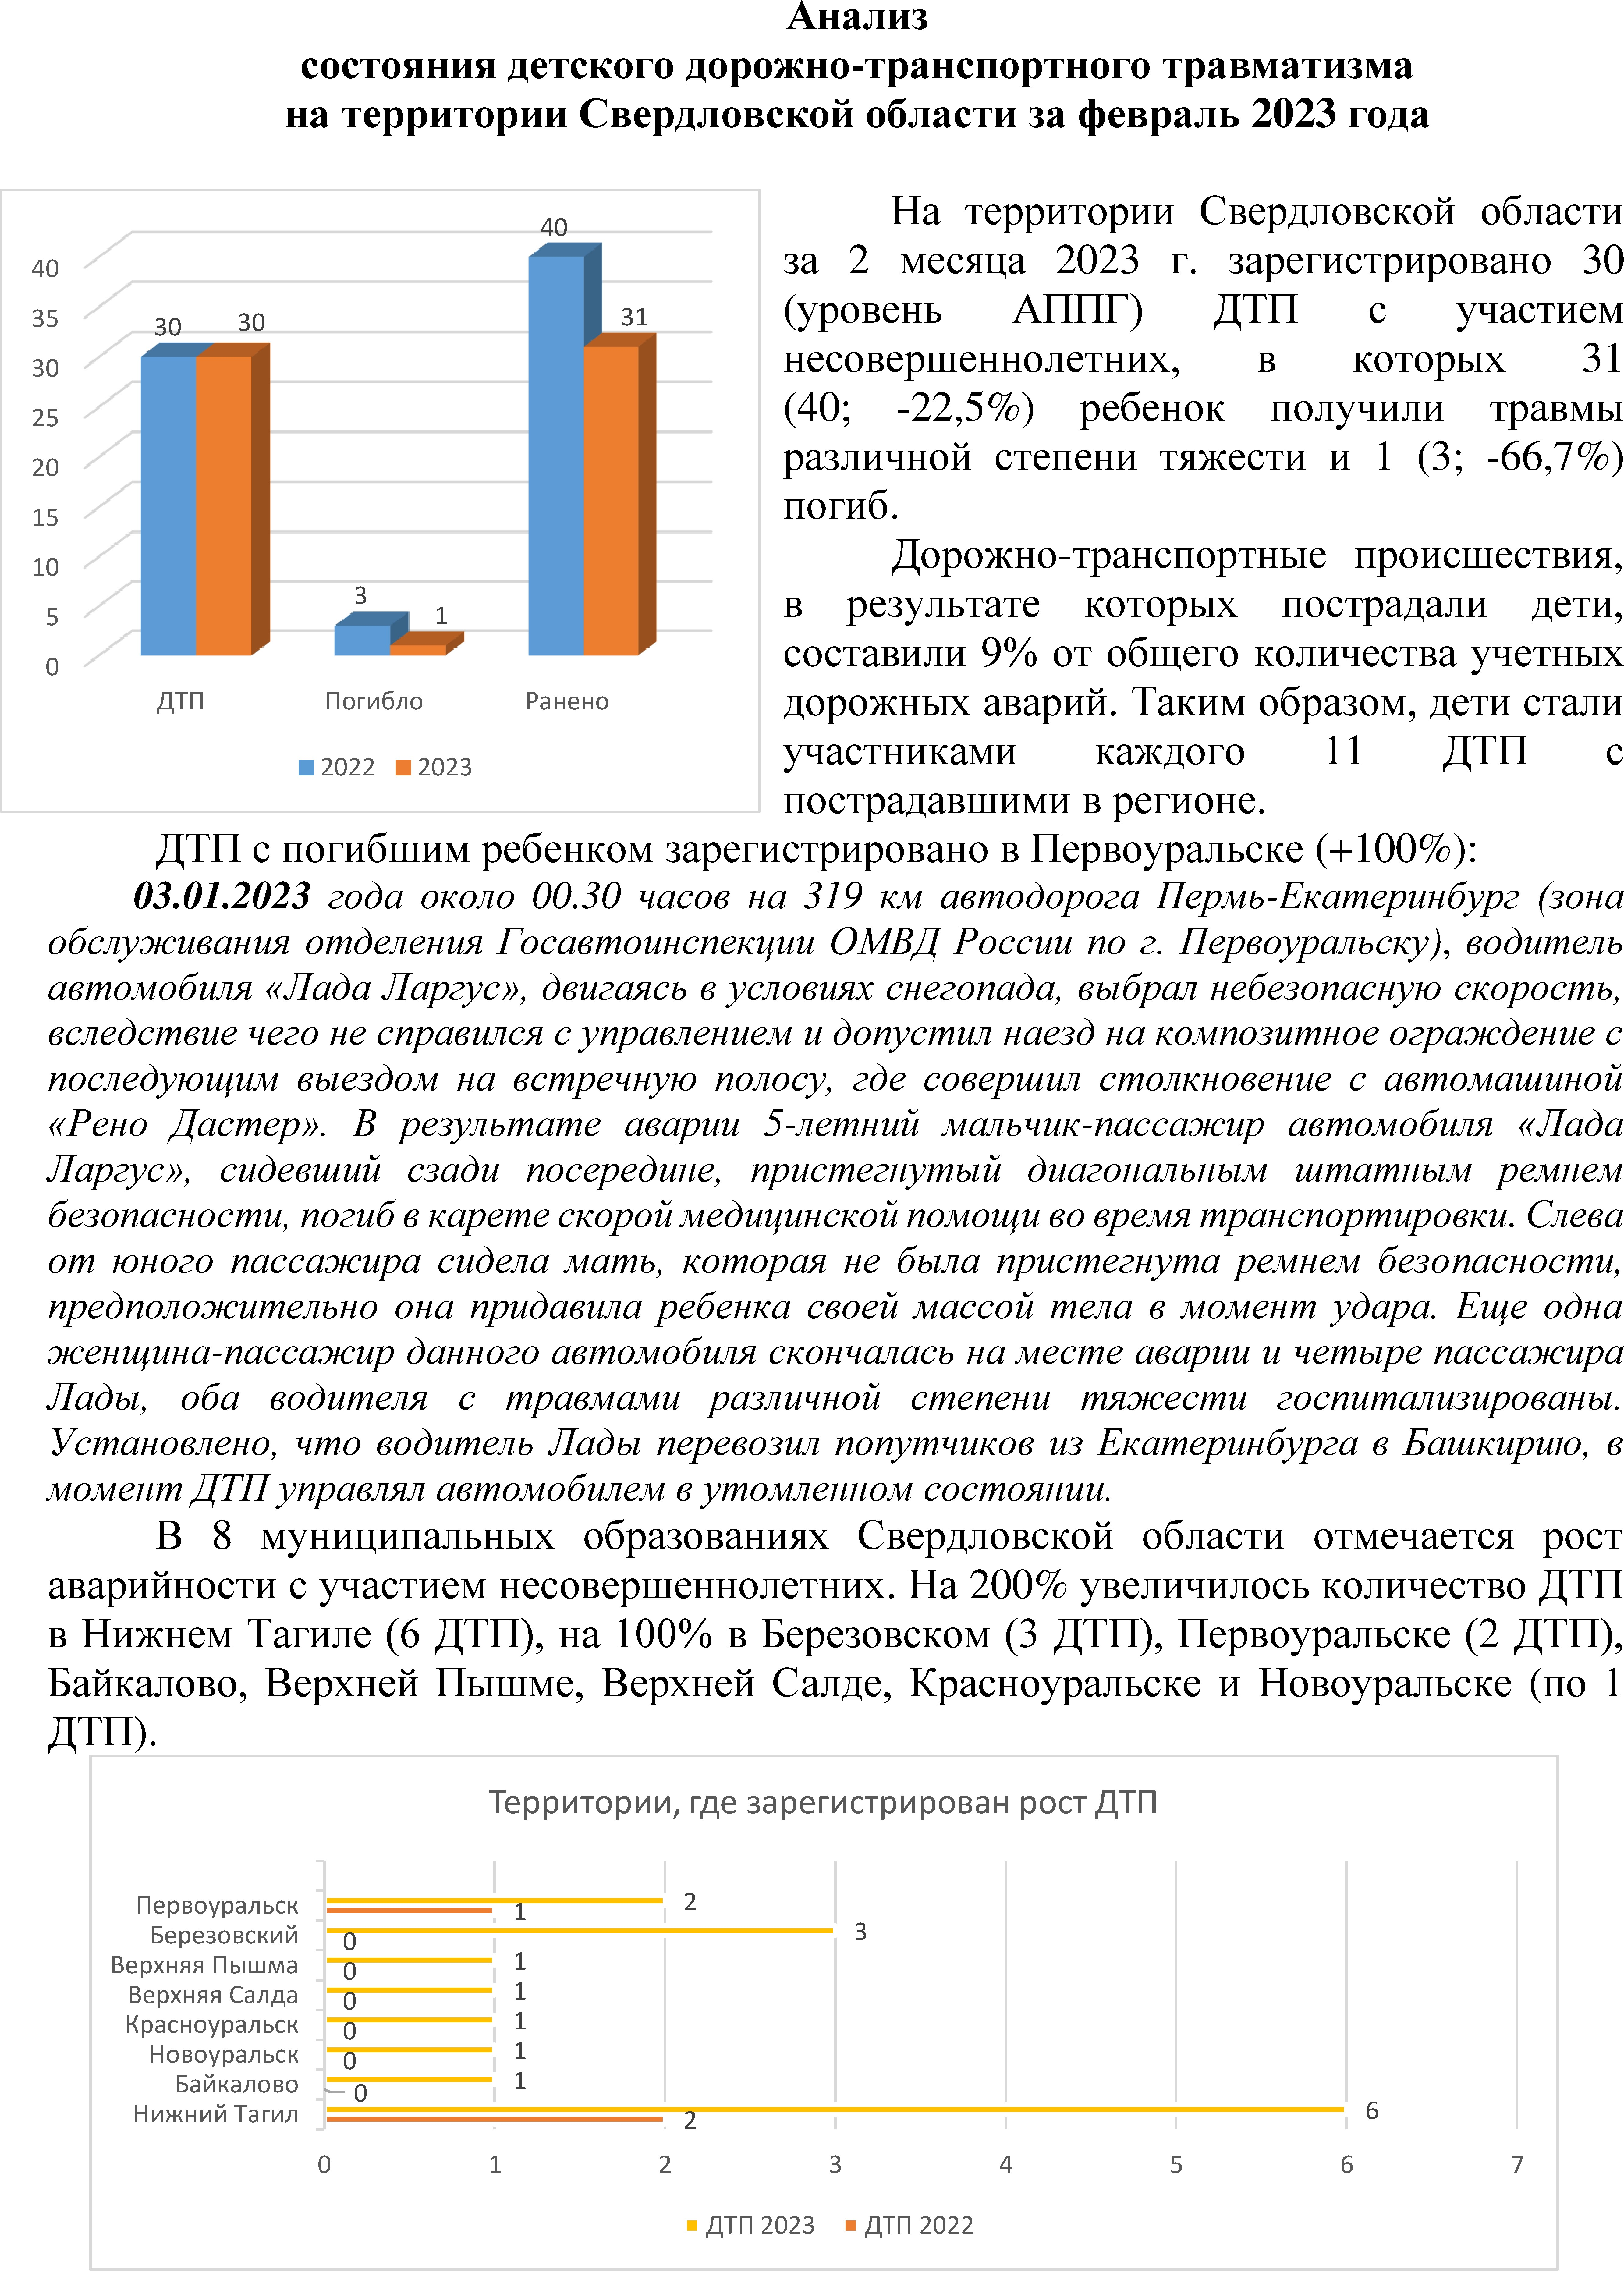 Анализ
состояния детского дорожно-транспортного травматизма
на территории Свердловской области за февраль 2023 года
40
35
30
25
20
15
10
5
0
30
30
3
1
40
31
ДТП
Погибло
Ранено
2022
2023
На территории Свердловской области
за 2 месяца 2023 г. зарегистрировано 30
(уровень АППГ) ДТП с участием
несовершеннолетних, в которых 31
(40; -22,5%) ребенок получили травмы
различной степени тяжести и 1 (3; -66,7%)
погиб.
Дорожно-транспортные происшествия,
в результате которых пострадали дети,
составили 9% от общего количества учетных
дорожных аварий. Таким образом, дети стали
участниками каждого 11 ДТП с
пострадавшими в регионе.
ДТП с погибшим ребенком зарегистрировано в Первоуральске (+100%):
03.01.2023 года около 00.30 часов на 319 км автодорога Пермь-Екатеринбург (зона
обслуживания отделения Госавтоинспекции ОМВД России по г. Первоуральску), водитель
автомобиля «Лада Ларгус», двигаясь в условиях снегопада, выбрал небезопасную скорость,
вследствие чего не справился с управлением и допустил наезд на композитное ограждение с
последующим выездом на встречную полосу, где совершил столкновение с автомашиной
«Рено Дастер». В результате аварии 5-летний мальчик-пассажир автомобиля «Лада
Ларгус», сидевший сзади посередине, пристегнутый диагональным штатным ремнем
безопасности, погиб в карете скорой медицинской помощи во время транспортировки. Слева
от юного пассажира сидела мать, которая не была пристегнута ремнем безопасности,
предположительно она придавила ребенка своей массой тела в момент удара. Еще одна
женщина-пассажир данного автомобиля скончалась на месте аварии и четыре пассажира
Лады, оба водителя с травмами различной степени тяжести госпитализированы.
Установлено, что водитель Лады перевозил попутчиков из Екатеринбурга в Башкирию, в
момент ДТП управлял автомобилем в утомленном состоянии.
В 8 муниципальных образованиях Свердловской области отмечается рост
аварийности с участием несовершеннолетних. На 200% увеличилось количество ДТП
в Нижнем Тагиле (6 ДТП), на 100% в Березовском (3 ДТП), Первоуральске (2 ДТП),
Байкалово, Верхней Пышме, Верхней Салде, Красноуральске и Новоуральске (по 1
ДТП).
Территории, где зарегистрирован рост ДТП
Первоуральск 2
1
Березовский 3
0
Верхняя Пышма 1
0
Верхняя Салда 1
0
Красноуральск 1
0
Новоуральск 1
0
Байкалово 1
0
Нижний Тагил 6
2
0 1 2 3 4 5 6 7
ДТП 2023 ДТП 2022